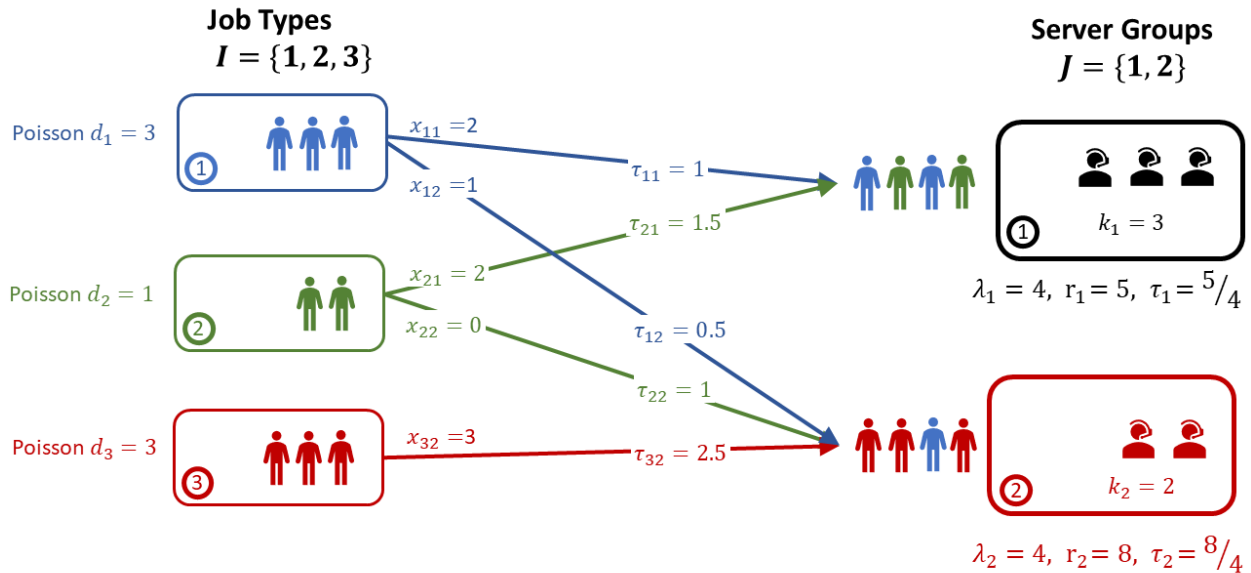 Job Types
I = {1, 2, 3}
Server Groups
J = {1, 2}
Poisson d₁ = 3
1
x₁₁ =2
x₁₂ =1
τ₁₁ = 1
τ₂₁ = 1.5
k₁ = 3
1
λ₁ = 4, r₁ = 5, τ₁ = 5/4
Poisson d₂ = 1
2
x₂₁ = 2
x₂₂ = 0
τ₁₂ = 0.5
τ₂₂ = 1
Poisson d₃ = 3
3
x₃₂ =3
τ₃₂ = 2.5
k₂ = 2
2
λ₂ = 4, r₂ = 8, τ₂ = 8/4